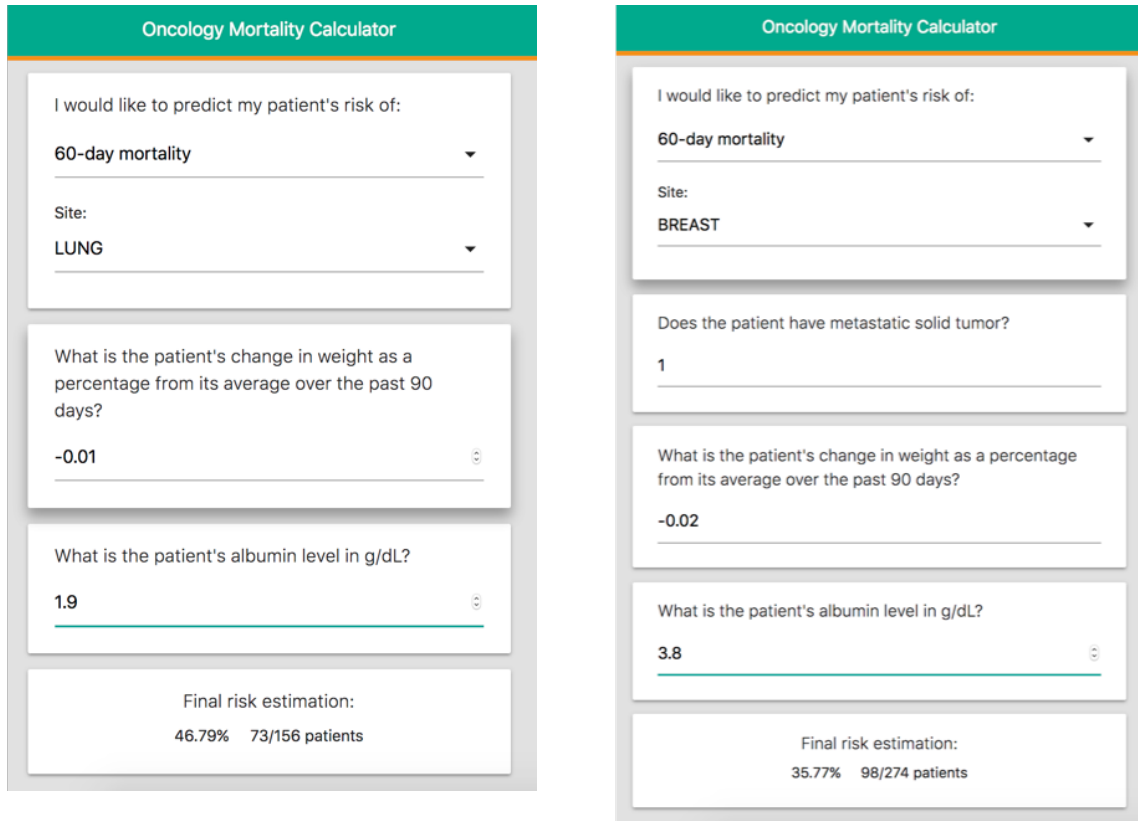 Oncology Mortality Calculator
I would like to predict my patient's risk of:
60-day mortality
Site:
LUNG
What is the patient's change in weight as a
percentage from its average over the past 90
days?
-0.01
What is the patient's albumin level in g/dL?
1.9
Final risk estimation:
46.79% 73/156 patients
Oncology Mortality Calculator
I would like to predict my patient's risk of:
60-day mortality
Site:
BREAST
Does the patient have metastatic solid tumor?
1
What is the patient's change in weight as a percentage
from its average over the past 90 days?
-0.02
What is the patient's albumin level in g/dL?
3.8
Final risk estimation:
35.77% 98/274 patients